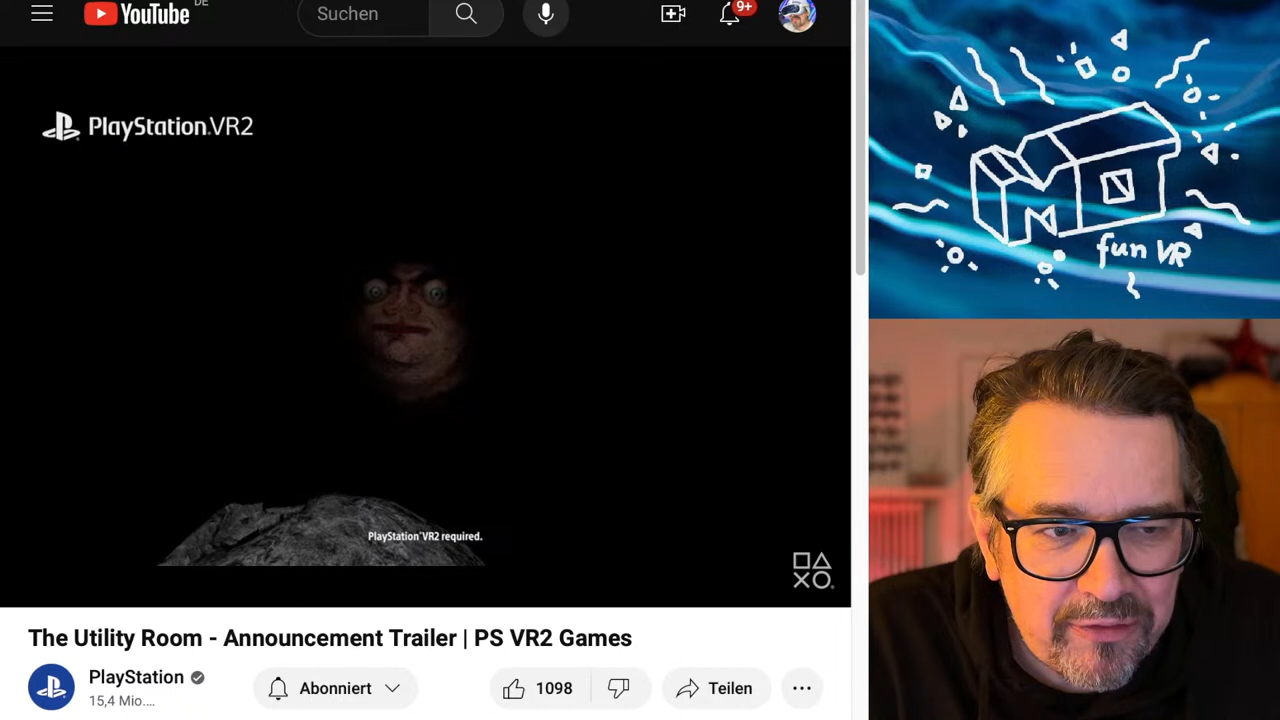 DE
YouTube
Suchen
9+
PlayStation.VR2
PlayStation®VR2 required.
The Utility Room - Announcement Trailer | PS VR2 Games
PlayStation
15,4 Mio....
Abonniert
1098
Teilen
fun VR